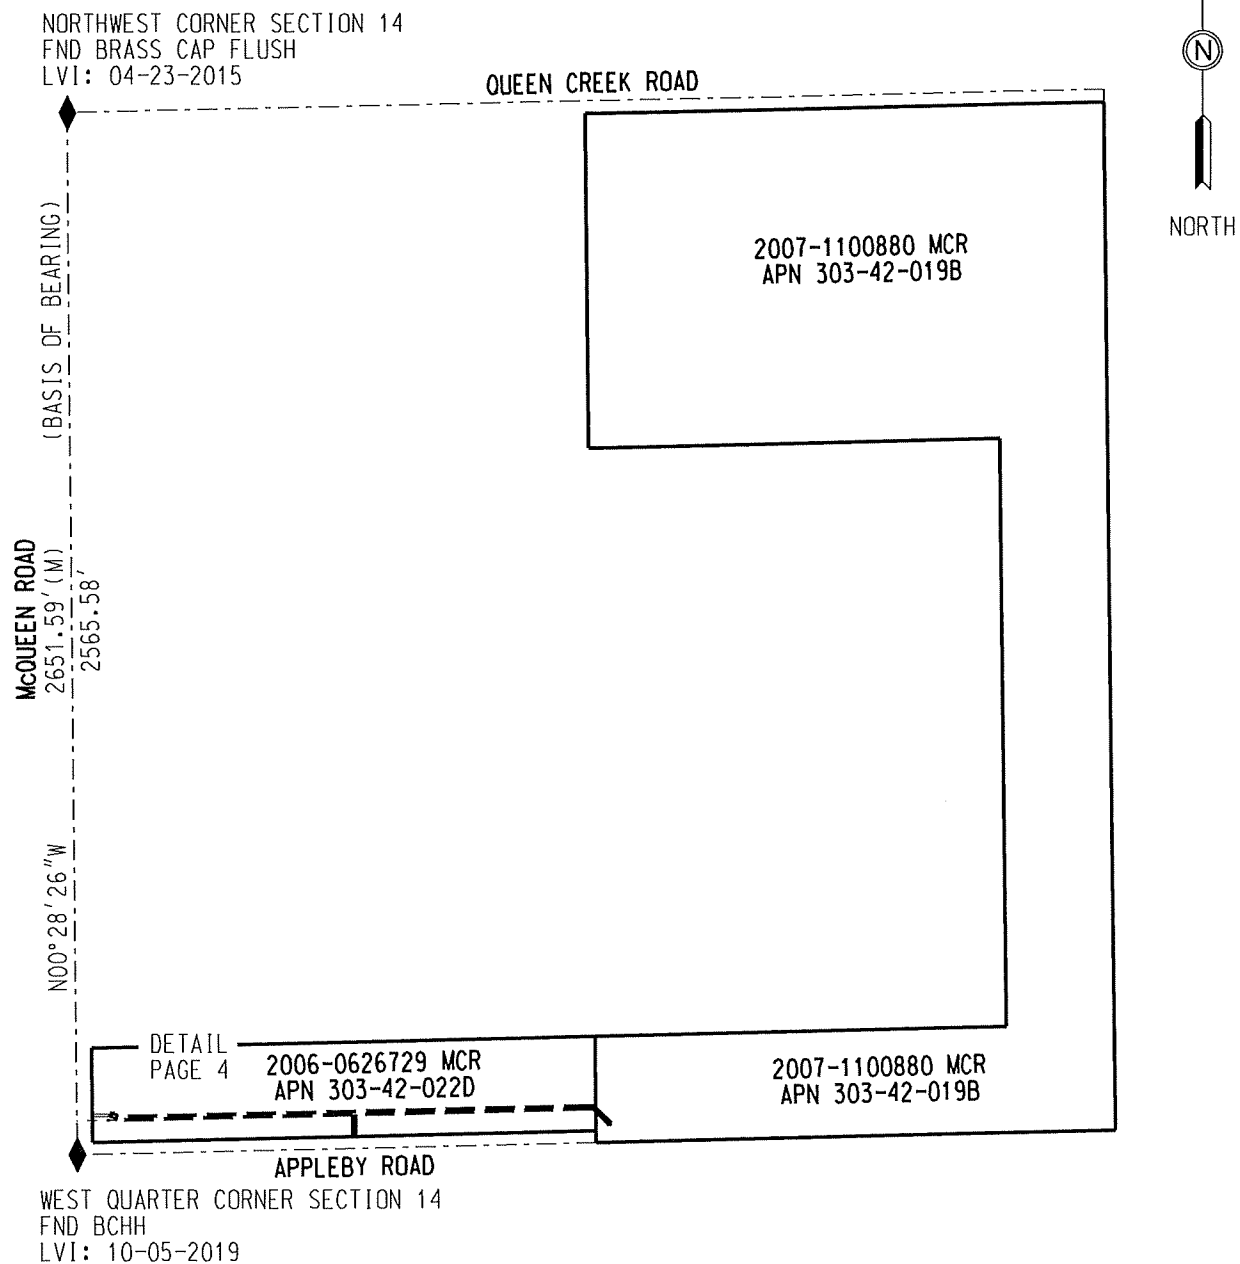 NORTHWEST CORNER SECTION 14
FND BRASS CAP FLUSH
LVI: 04-23-2015
QUEEN CREEK ROAD
N
NORTH
2007-1100880 MCR
APN 303-42-019B
(BASIS OF BEARING)
McQUEEN ROAD
2651.59'(M)
2565.58'
N00°28'26"W
DETAIL
PAGE 4
2006-0626729 MCR
APN 303-42-022D
2007-1100880 MCR
APN 303-42-019B
APPLEBY ROAD
WEST QUARTER CORNER SECTION 14
FND BCHH
LVI: 10-05-2019